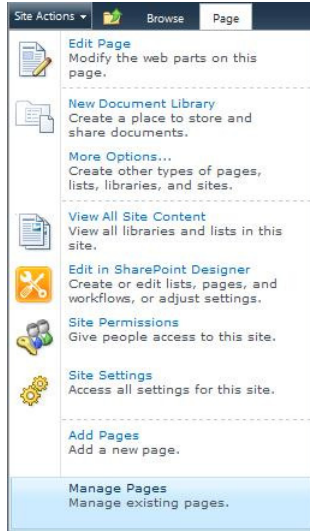 Site Actions Browse Page
Edit Page
Modify the web parts on this
page.
New Document Library
Create a place to store and
share documents.
More Options...
Create other types of pages,
lists, libraries, and sites.
View All Site Content
View all libraries and lists in this
site.
Edit in SharePoint Designer
Create or edit lists, pages, and
workflows, or adjust settings.
Site Permissions
Give people access to this site.
Site Settings
Access all settings for this site.
Add Pages
Add a new page.
Manage Pages
Manage existing pages.